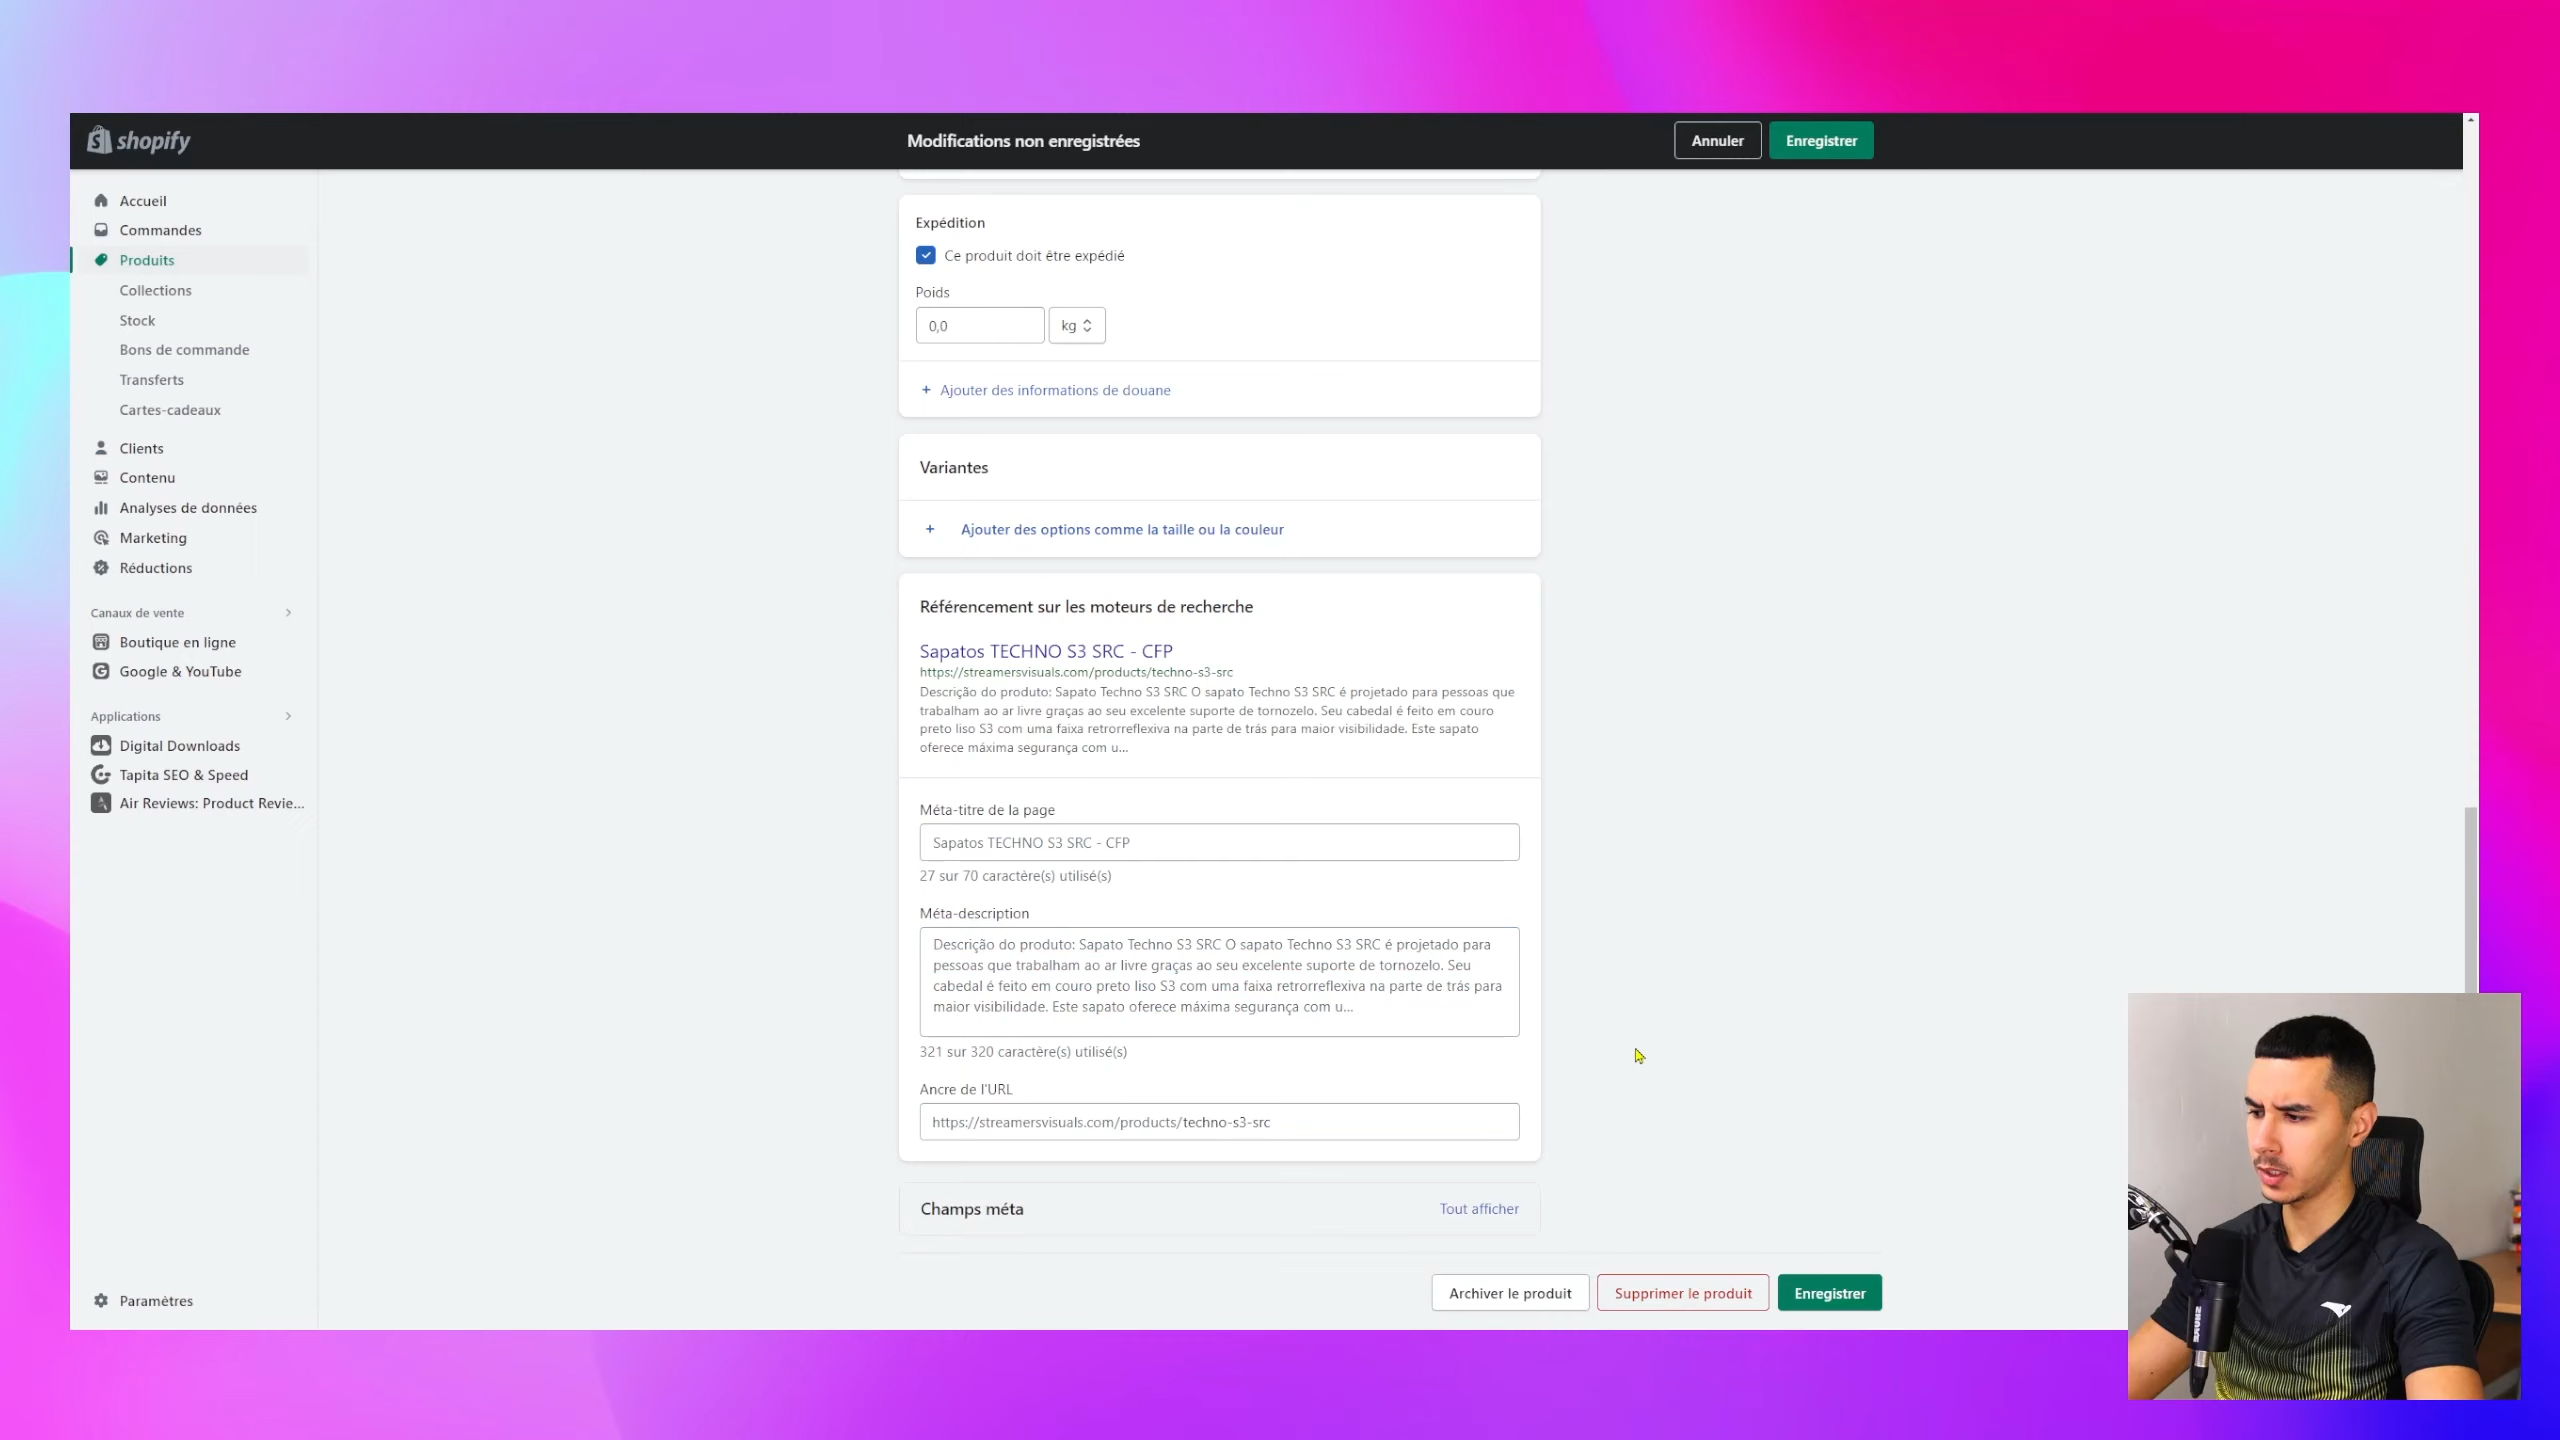 shopify
Modifications non enregistrées
Annuler
Enregistrer
Accueil
Commandes
Produits
Collections
Stock
Bons de commande
Transferts
Cartes-cadeaux
Clients
Contenu
Analyses de données
Marketing
Réductions
Canaux de vente
Boutique en ligne
Google & YouTube
Applications
Digital Downloads
Tapita SEO & Speed
Air Reviews: Product Revie...
Paramètres
Expédition
Ce produit doit être expédié
Poids
0,0
kg
+ Ajouter des informations de douane
Variantes
+ Ajouter des options comme la taille ou la couleur
Référencement sur les moteurs de recherche
Sapatos TECHNO S3 SRC - CFP
https://streamersvisuals.com/products/techno-s3-src
Descrição do produto: Sapato Techno S3 SRC O sapato Techno S3 SRC é projetado para pessoas que
trabalham ao ar livre graças ao seu excelente suporte de tornozelo. Seu cabedal é feito em couro
preto liso S3 com uma faixa retrorreflexiva na parte de trás para maior visibilidade. Este sapato
oferece máxima segurança com u...
Méta-titre de la page
Sapatos TECHNO S3 SRC - CFP
27 sur 70 caractère(s) utilisé(s)
Méta-description
Descrição do produto: Sapato Techno S3 SRC O sapato Techno S3 SRC é projetado para
pessoas que trabalham ao ar livre graças ao seu excelente suporte de tornozelo. Seu
cabedal é feito em couro preto liso S3 com uma faixa retrorreflexiva na parte de trás para
maior visibilidade. Este sapato oferece máxima segurança com u...
321 sur 320 caractère(s) utilisé(s)
Ancre de l'URL
https://streamersvisuals.com/products/techno-s3-src
Champs méta
Tout afficher
Archiver le produit
Supprimer le produit
Enregistrer
SHURE